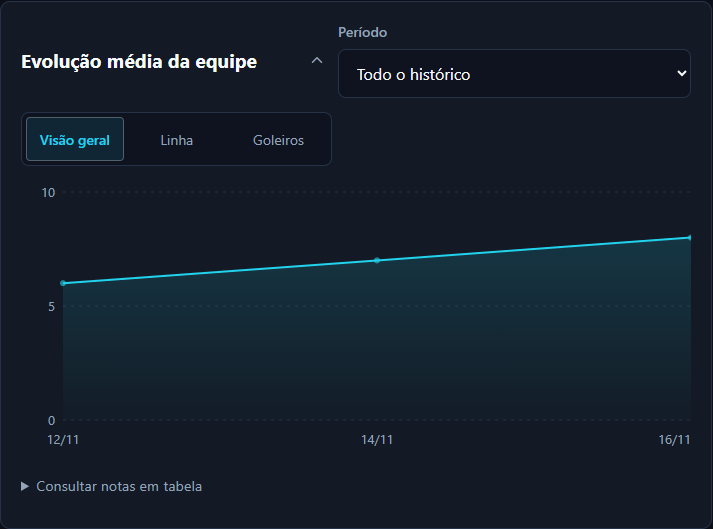 Período
Evolução média da equipe
Todo o histórico
Visão geral
Linha
Goleiros
10
5
0
12/11
14/11
16/11
Consultar notas em tabela